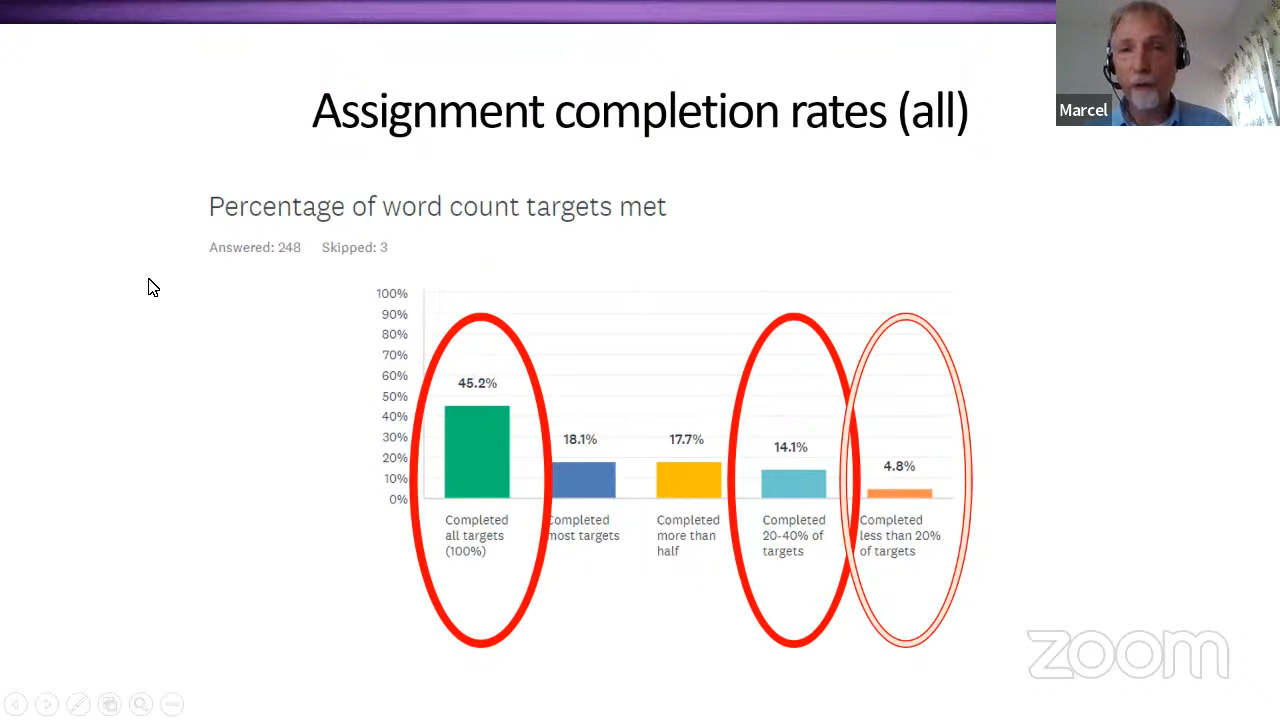 Assignment completion rates (all)
Marcel
Percentage of word count targets met
Answered: 248 Skipped: 3
100%
90%
80%
70%
60%
50%
40%
30%
20%
10%
0%
45.2%
18.1%
17.7%
14.1%
4.8%
Completed
all targets
(100%)
Completed
most targets
Completed
more than
half
Completed
20-40% of
targets
Completed
less than 20%
of targets
zoom